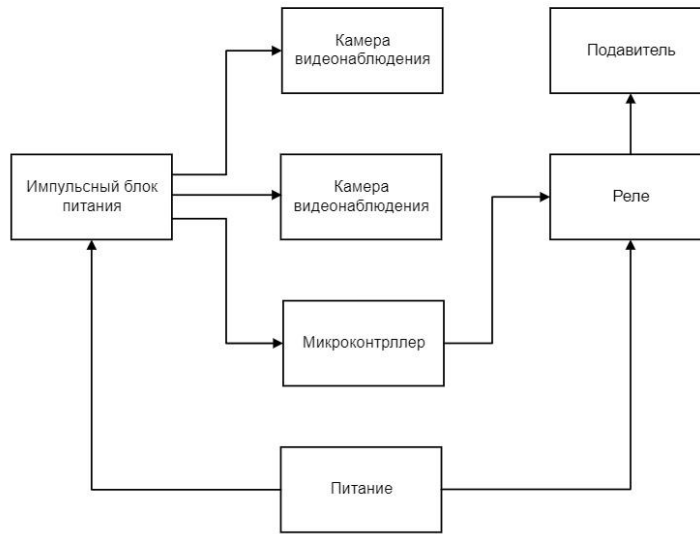 Камера
видеонаблюдения
Подавитель
Импульсный блок
питания
Камера
видеонаблюдения
Реле
Микроконтрллер
Питание